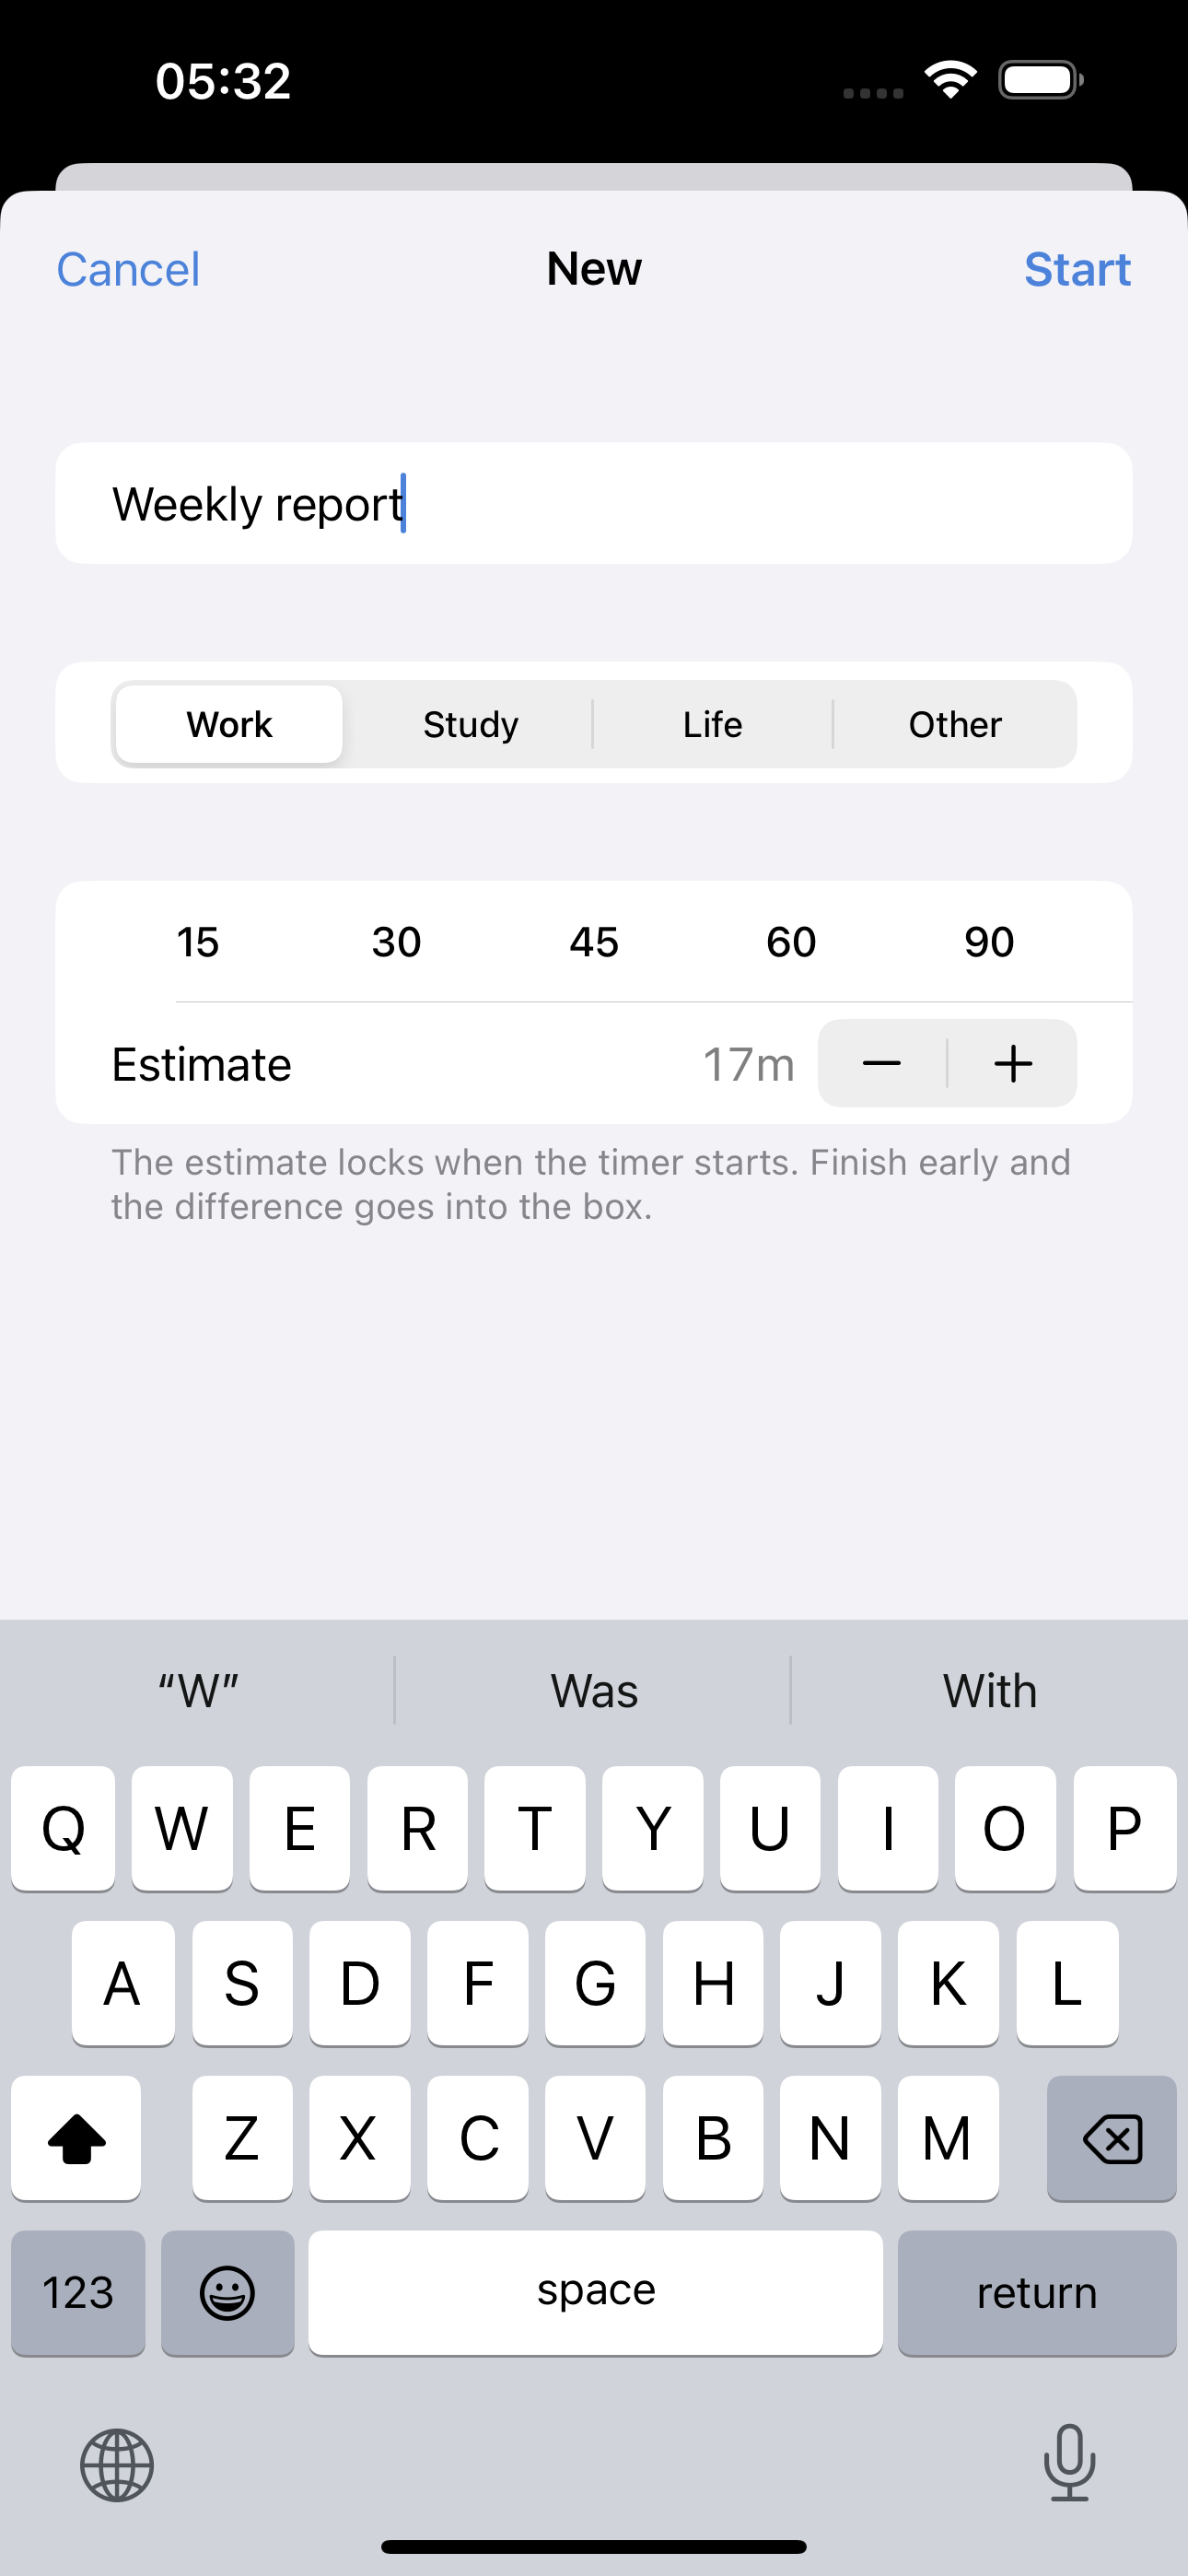 05:32
Cancel New Start
Weekly report
Work Study Life Other
15 30 45 60 90
Estimate 17m − +
The estimate locks when the timer starts. Finish early and
the difference goes into the box.
“W” Was With
Q W E R T Y U I O P
A S D F G H J K L
Z X C V B N M
123 space return